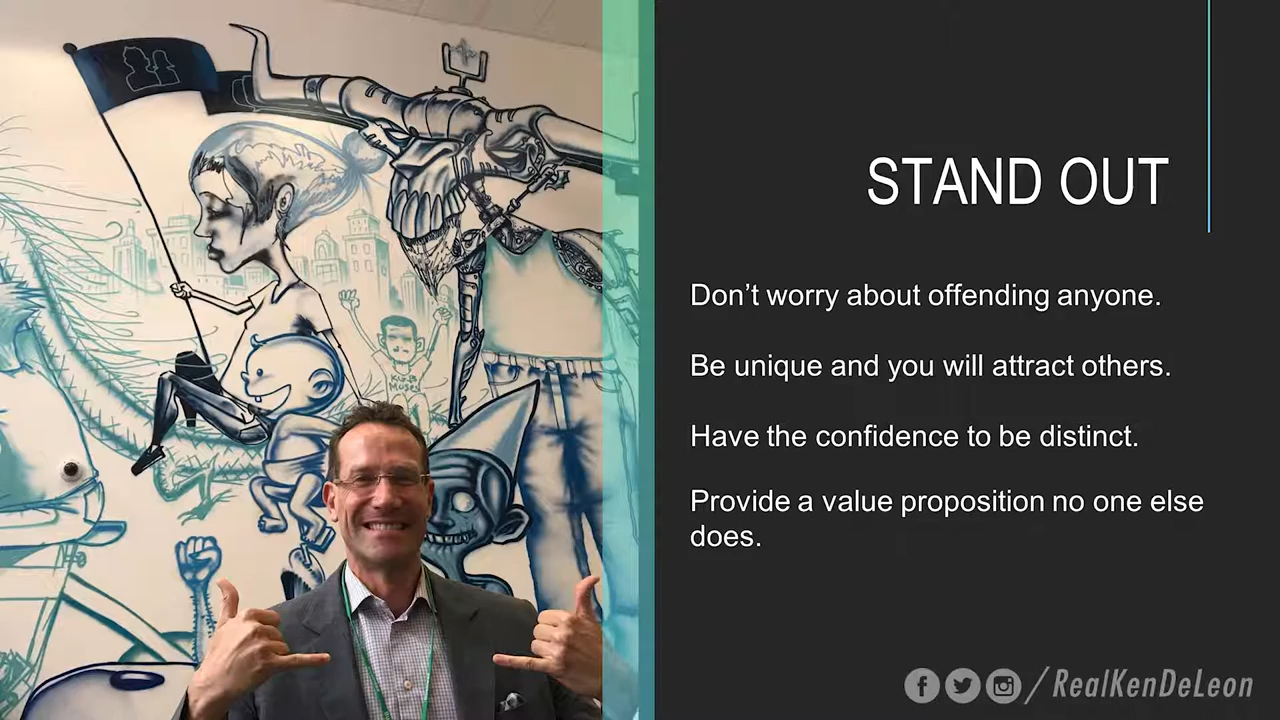 STAND OUT
Don’t worry about offending anyone.
Be unique and you will attract others.
Have the confidence to be distinct.
Provide a value proposition no one else
does.
/RealKenDeLeon